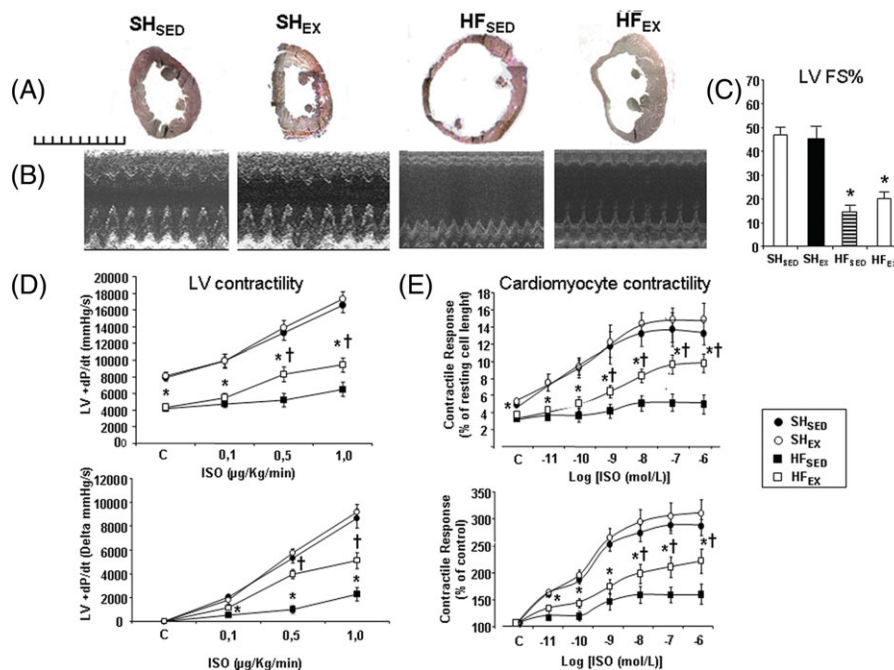 SH_SED SH_EX HF_SED HF_EX
(A)
(B)
(C)
LV FS%
50 70
60
50
40
30
20
10
0
SH_SED SH_EX HF_SED HF_EX
* *
(D) LV contractility
LV +dP/dt (mmHg/s)
20000
18000
16000
14000
12000
10000
8000
6000
4000
2000
0
* * *† *†
C 0,1 0,5 1,0
ISO (µg/Kg/min)
LV +dP/dt (Delta mmHg/s)
12000
10000
8000
6000
4000
2000
0
* † * † *
C 0,1 0,5 1,0
ISO (µg/Kg/min)
(E) Cardiomyocyte contractility
Contractile Response
(% of resting cell lenght)
18
16
14
12
10
8
6
4
2
* * * *† *† *† *†
C -11 -10 -9 -8 -7 -6
Log [ISO (mol/L)]
Contractile Response
(% of control)
350
300
250
200
150
100
* * * *† *† *†
C -11 -10 -9 -8 -7 -6
Log [ISO (mol/L)]
SH_SED
SH_EX
HF_SED
HF_EX